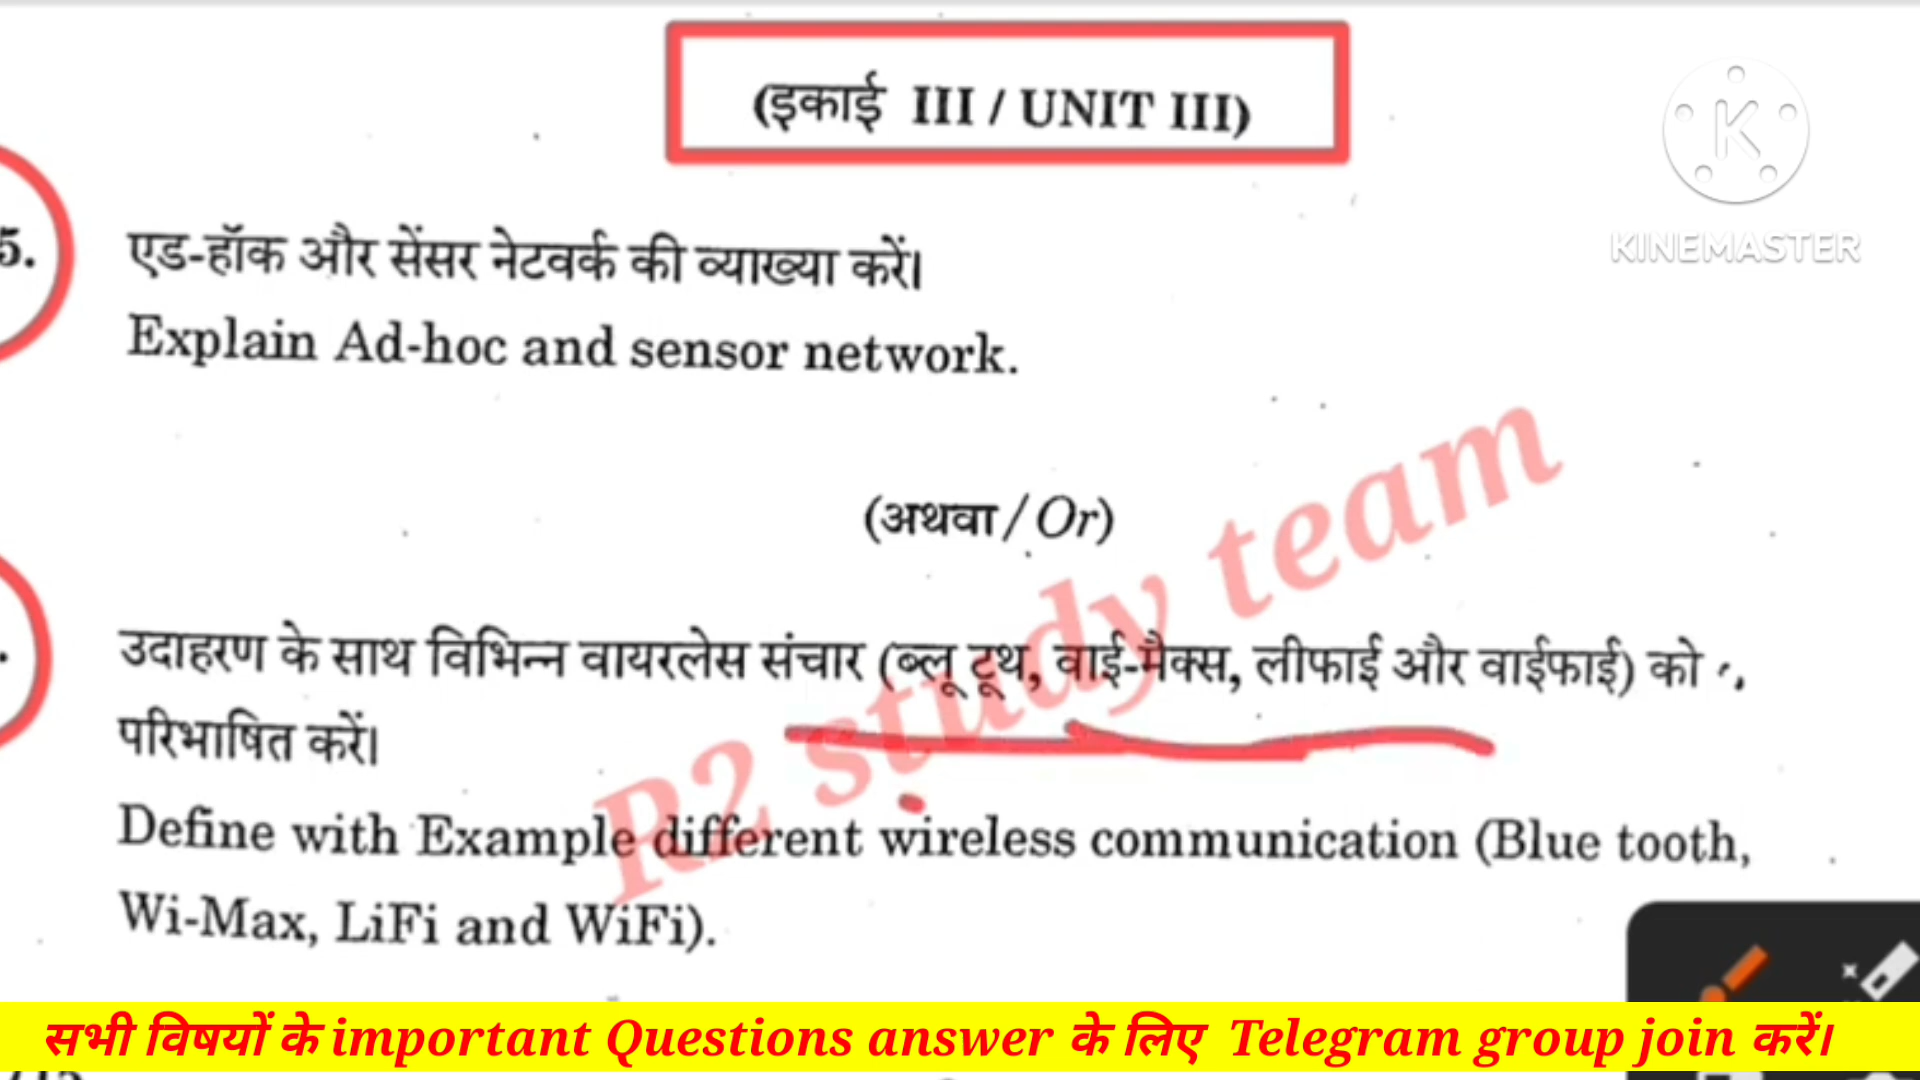 (इकाई III / UNIT III)
KINEMASTER
5.
एड-हॉक और सेंसर नेटवर्क की व्याख्या करें।
Explain Ad-hoc and sensor network.
(अथवा / Or)
R2 study team
उदाहरण के साथ विभिन्न वायरलेस संचार (ब्लू टूथ, वाई-मैक्स, लीफाई और वाईफाई) को
परिभाषित करें।
Define with Example different wireless communication (Blue tooth,
Wi-Max, LiFi and WiFi).
सभी विषयों के important Questions answer के लिए Telegram group join करें।